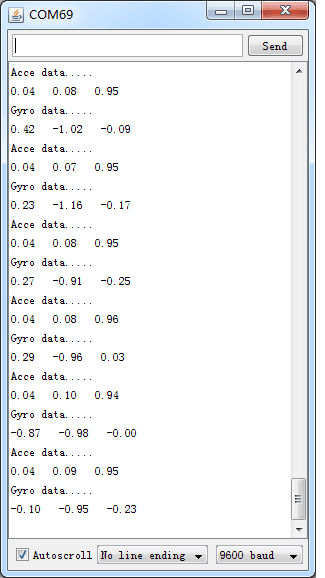 COM69
Send
Acce data.....
0.04 0.08 0.95
Gyro data.....
0.42 -1.02 -0.09
Acce data.....
0.04 0.07 0.95
Gyro data.....
0.23 -1.16 -0.17
Acce data.....
0.04 0.08 0.95
Gyro data.....
0.27 -0.91 -0.25
Acce data.....
0.04 0.08 0.96
Gyro data.....
0.29 -0.96 0.03
Acce data.....
0.04 0.10 0.94
Gyro data.....
-0.87 -0.98 -0.00
Acce data.....
0.04 0.09 0.95
Gyro data.....
-0.10 -0.95 -0.23
Autoscroll No line ending 9600 baud